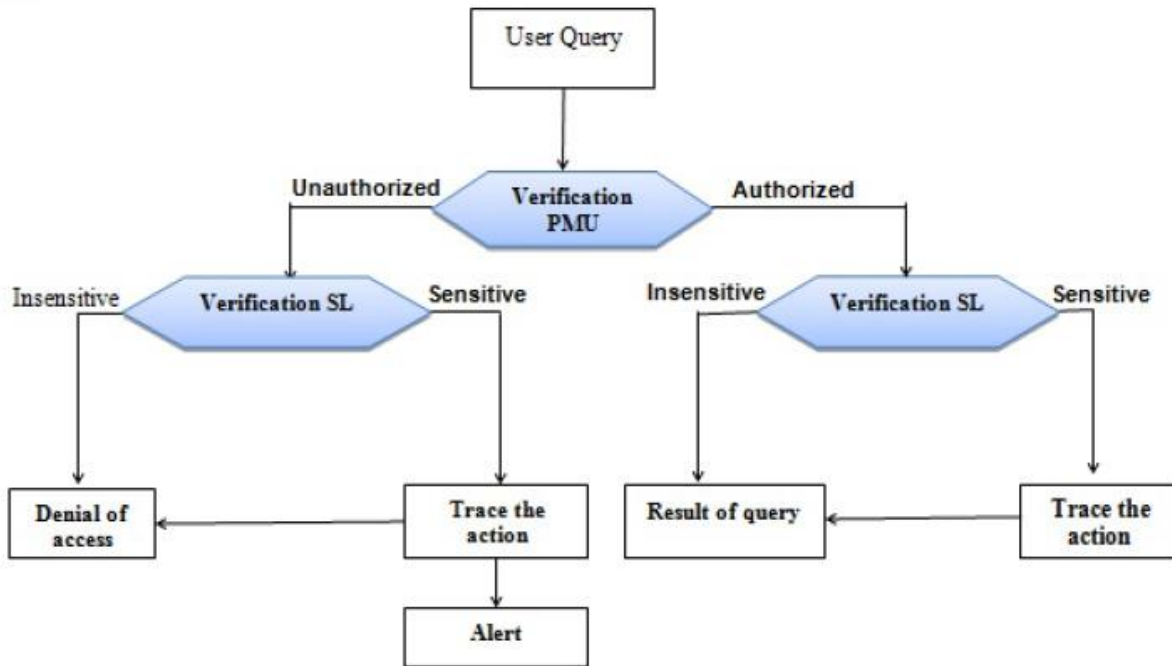 User Query
Unauthorized
Verification
PMU
Authorized
Insensitive
Verification SL
Sensitive
Insensitive
Verification SL
Sensitive
Denial of
access
Trace the
action
Result of query
Trace the
action
Alert